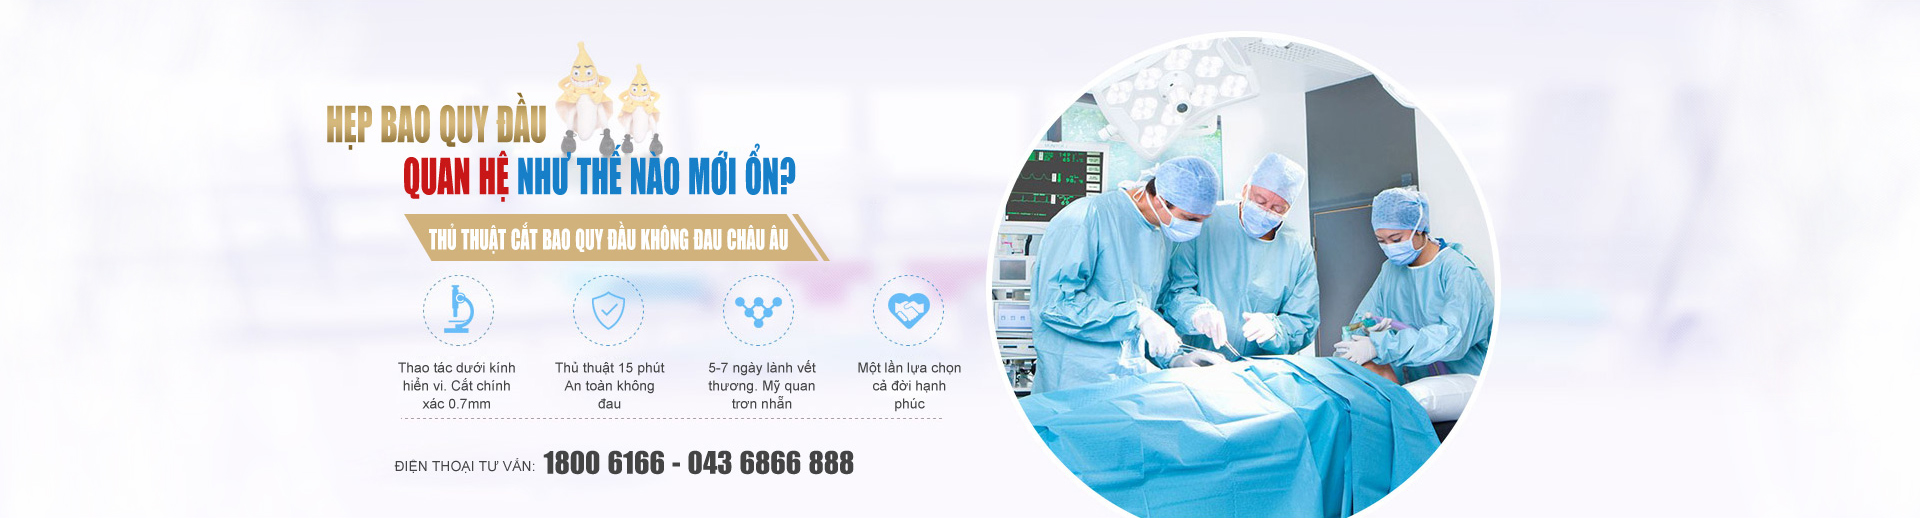 HẸP BAO QUY ĐẦU
QUAN HỆ NHƯ THẾ NÀO MỚI ỔN?
THỦ THUẬT CẮT BAO QUY ĐẦU KHÔNG ĐAU CHÂU ÂU
Thao tác dưới kính
hiển vi. Cắt chính
xác 0.7mm
Thủ thuật 15 phút
An toàn không
đau
5-7 ngày lành vết
thương. Mỹ quan
trơn nhẵn
Một lần lựa chọn
cả đời hạnh
phúc
ĐIỆN THOẠI TƯ VẤN: 1800 6166 - 043 6866 888